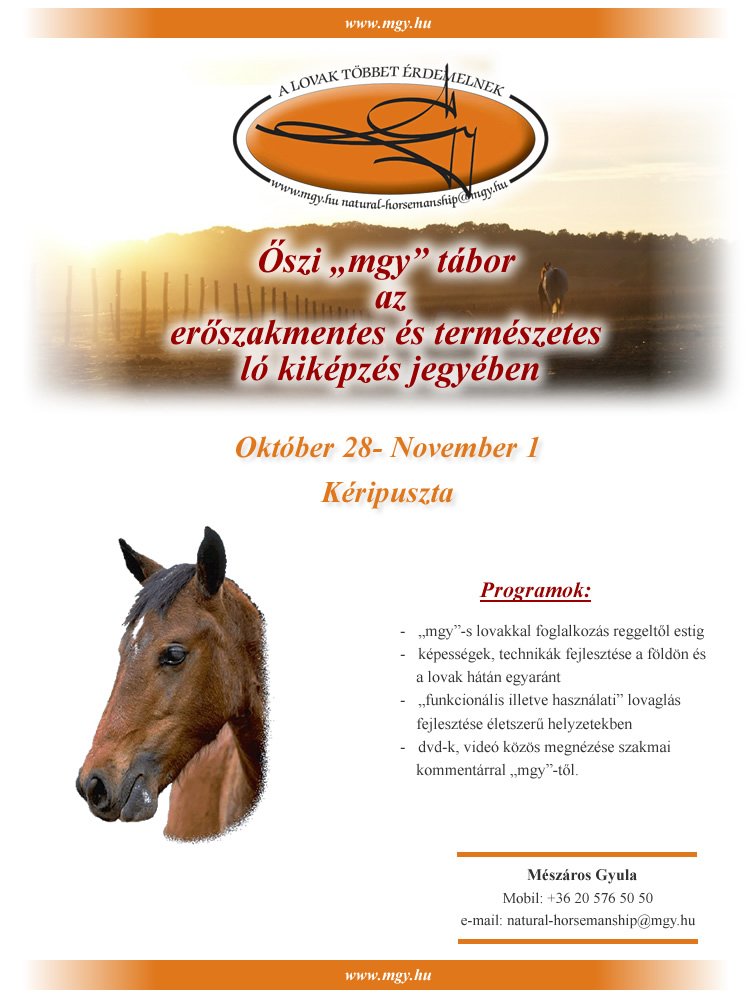 www.mgy.hu
A LOVAK TÖBBET ÉRDEMELNEK
mgy
www.mgy.hu natural-horsemanship@mgy.hu
Őszi „mgy” tábor
az
erőszakmentes és természetes
ló kiképzés jegyében
Október 28- November 1
Kéripuszta
Programok:
- „mgy”-s lovakkal foglalkozás reggeltől estig
- képességek, technikák fejlesztése a földön és
a lovak hátán egyaránt
- „funkcionális illetve használati” lovaglás
fejlesztése életszerű helyzetekben
- dvd-k, videó közös megnézése szakmai
kommentárral „mgy”-től.
Mészáros Gyula
Mobil: +36 20 576 50 50
e-mail: natural-horsemanship@mgy.hu
www.mgy.hu